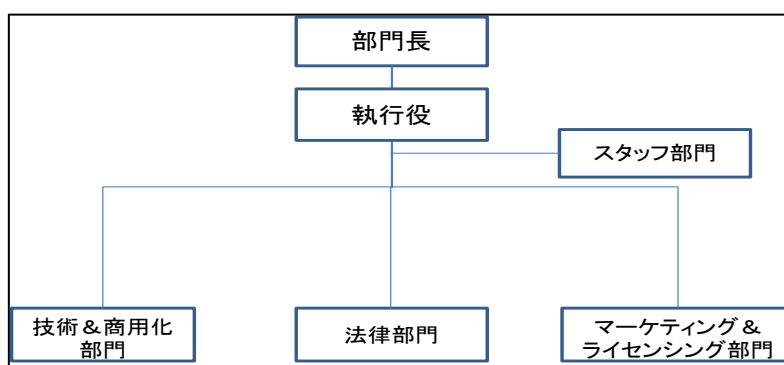 部門長
執行役
スタッフ部門
技術＆商用化
部門
法律部門
マーケティング＆
ライセンシング部門